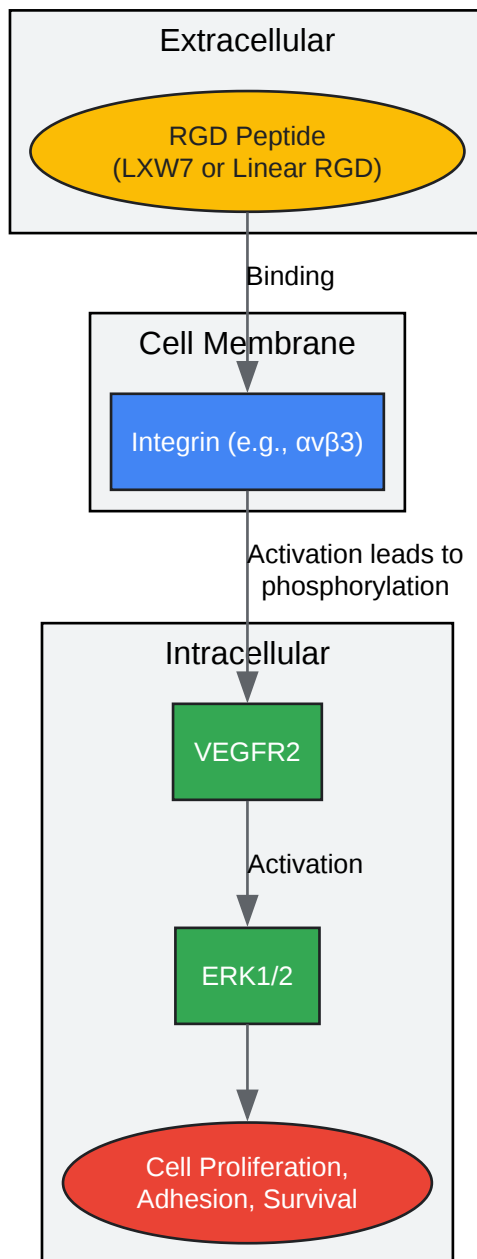 Extracellular
RGD Peptide
(LXW7 or Linear RGD)
Binding
Cell Membrane
Integrin (e.g., αvβ3)
Activation leads to
phosphorylation
Intracellular
VEGFR2
Activation
ERK1/2
Cell Proliferation,
Adhesion, Survival